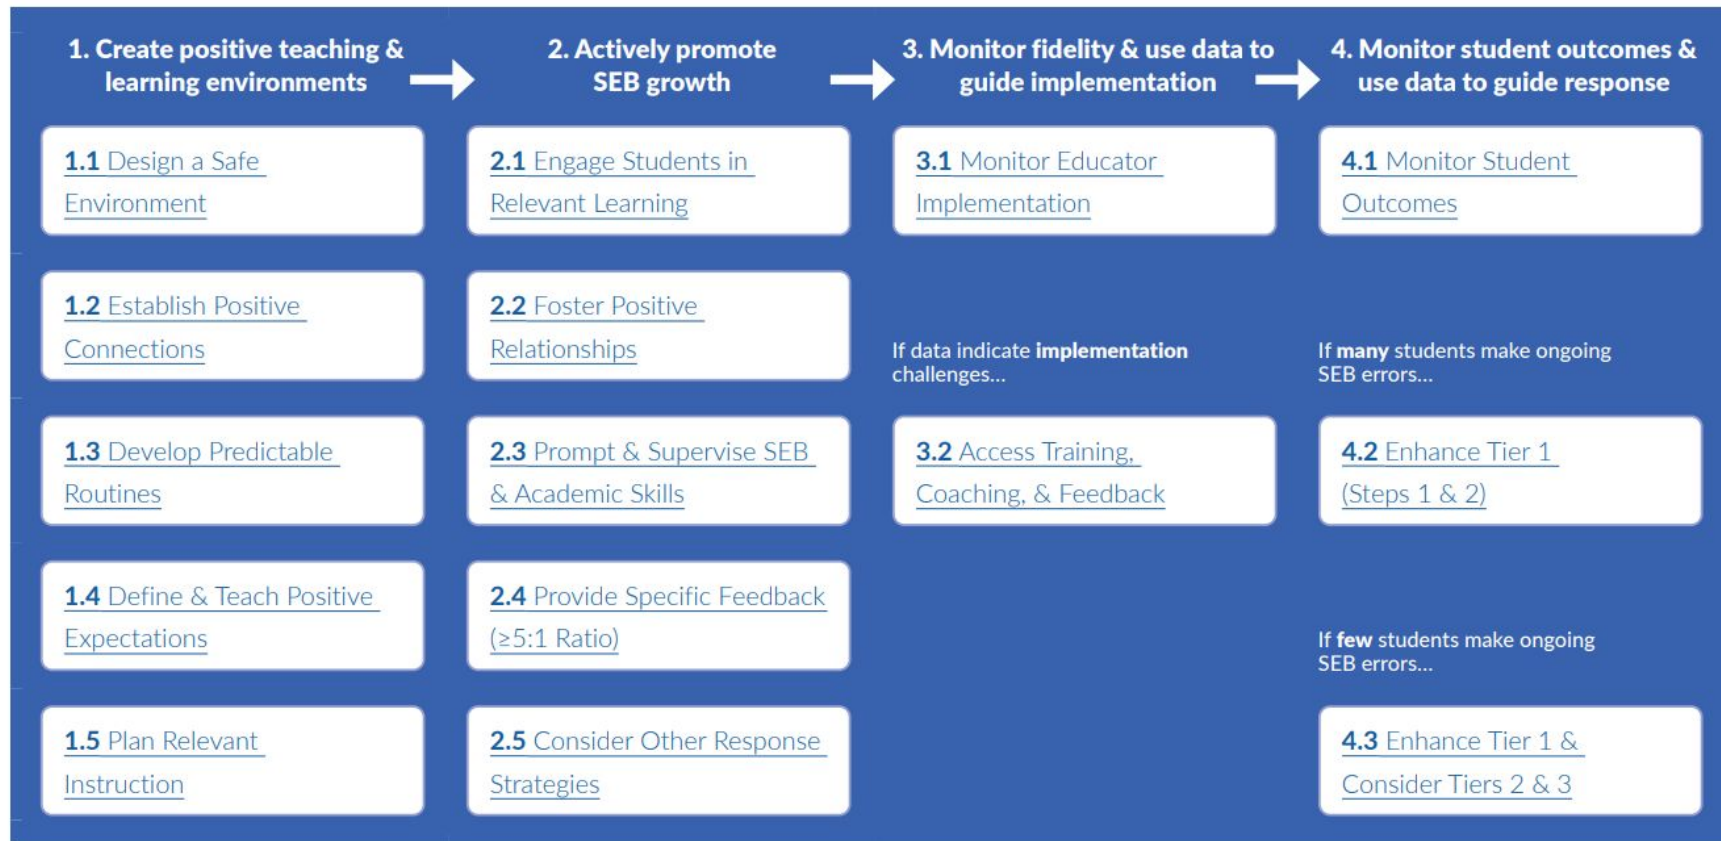 1. Create positive teaching &
learning environments
1.1 Design a Safe
Environment
1.2 Establish Positive
Connections
1.3 Develop Predictable
Routines
1.4 Define & Teach Positive
Expectations
1.5 Plan Relevant
Instruction
2. Actively promote
SEB growth
2.1 Engage Students in
Relevant Learning
2.2 Foster Positive
Relationships
2.3 Prompt & Supervise SEB
& Academic Skills
2.4 Provide Specific Feedback
(≥5:1 Ratio)
2.5 Consider Other Response
Strategies
3. Monitor fidelity & use data to
guide implementation
3.1 Monitor Educator
Implementation
If data indicate implementation
challenges...
3.2 Access Training,
Coaching, & Feedback
4. Monitor student outcomes &
use data to guide response
4.1 Monitor Student
Outcomes
If many students make ongoing
SEB errors...
4.2 Enhance Tier 1
(Steps 1 & 2)
If few students make ongoing
SEB errors...
4.3 Enhance Tier 1 &
Consider Tiers 2 & 3